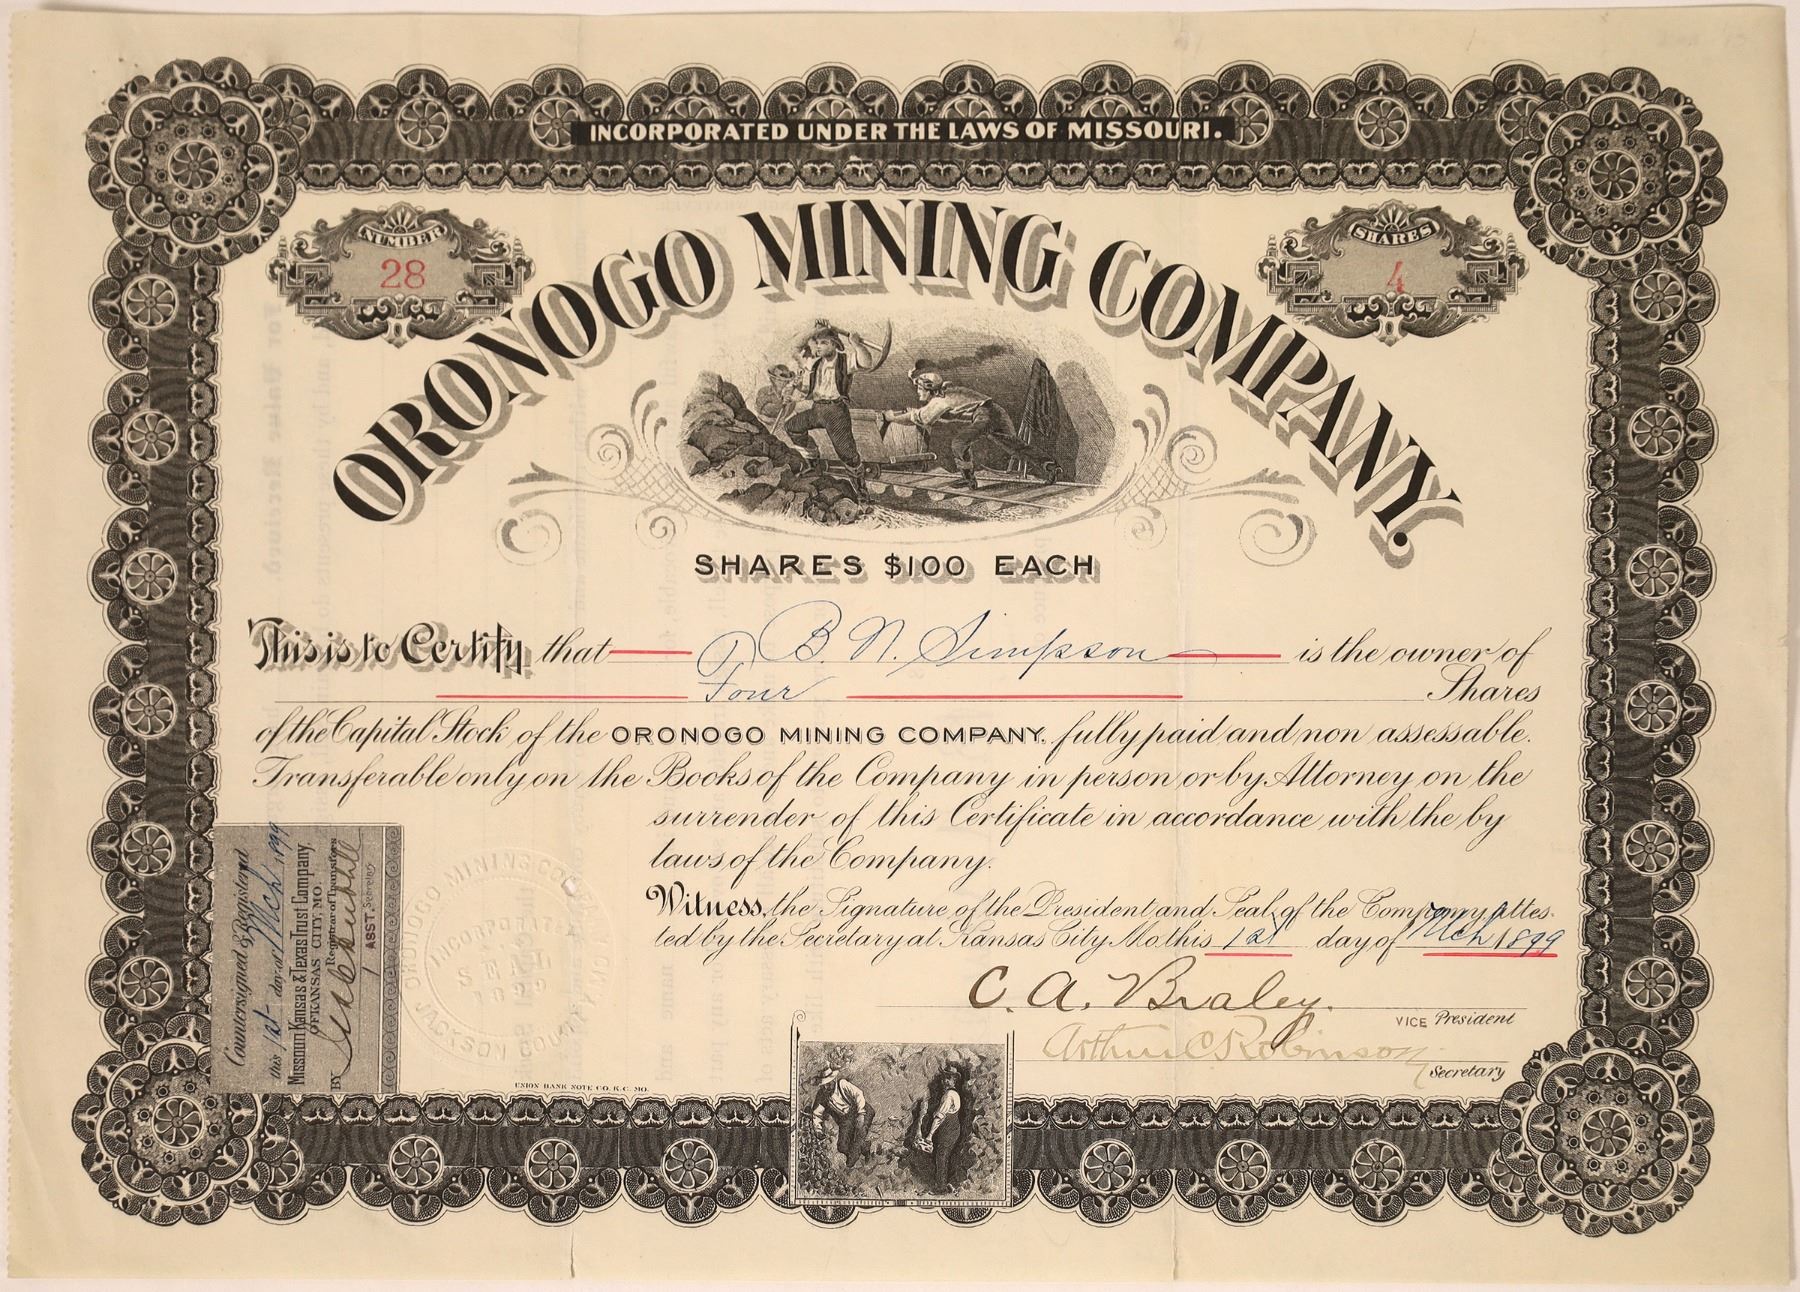 INCORPORATED UNDER THE LAWS OF MISSOURI.
NUMBER
28
SHARES
4
ORONOGO MINING COMPANY.
SHARES $100 EACH
This is to Certify that B. N. Simpson is the owner of
Four Shares
of the Capital Stock of the ORONOGO MINING COMPANY. fully paid and non assessable.
Transferable only on the Books of the Company in person or by Attorney on the
surrender of this Certificate in accordance with the by
laws of the Company.
Witness, the Signature of the President and Seal of the Company attes-
ted by the Secretary at Kansas City Mo. this 1st day of Mch 1899
C. A. Braley.
VICE President
Arthur C Robinson
Secretary
Countersigned & Registered
this 1st day of Mch 1899
Missouri, Kansas & Texas Trust Company,
OF KANSAS CITY, MO.
Registrar of Transfers
BY
ASST. Secretary
ORONOGO MINING COMPANY
INCORPORATED
SEAL
1899
JACKSON COUNTY
UNION BANK NOTE CO. K.C. MO.